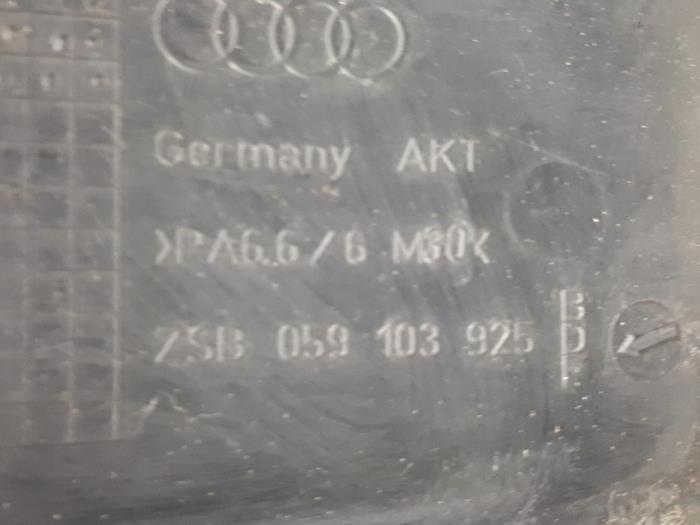 Germany AKT
>PA6.6/6 M30<
ZSB 059 103 925
B
D